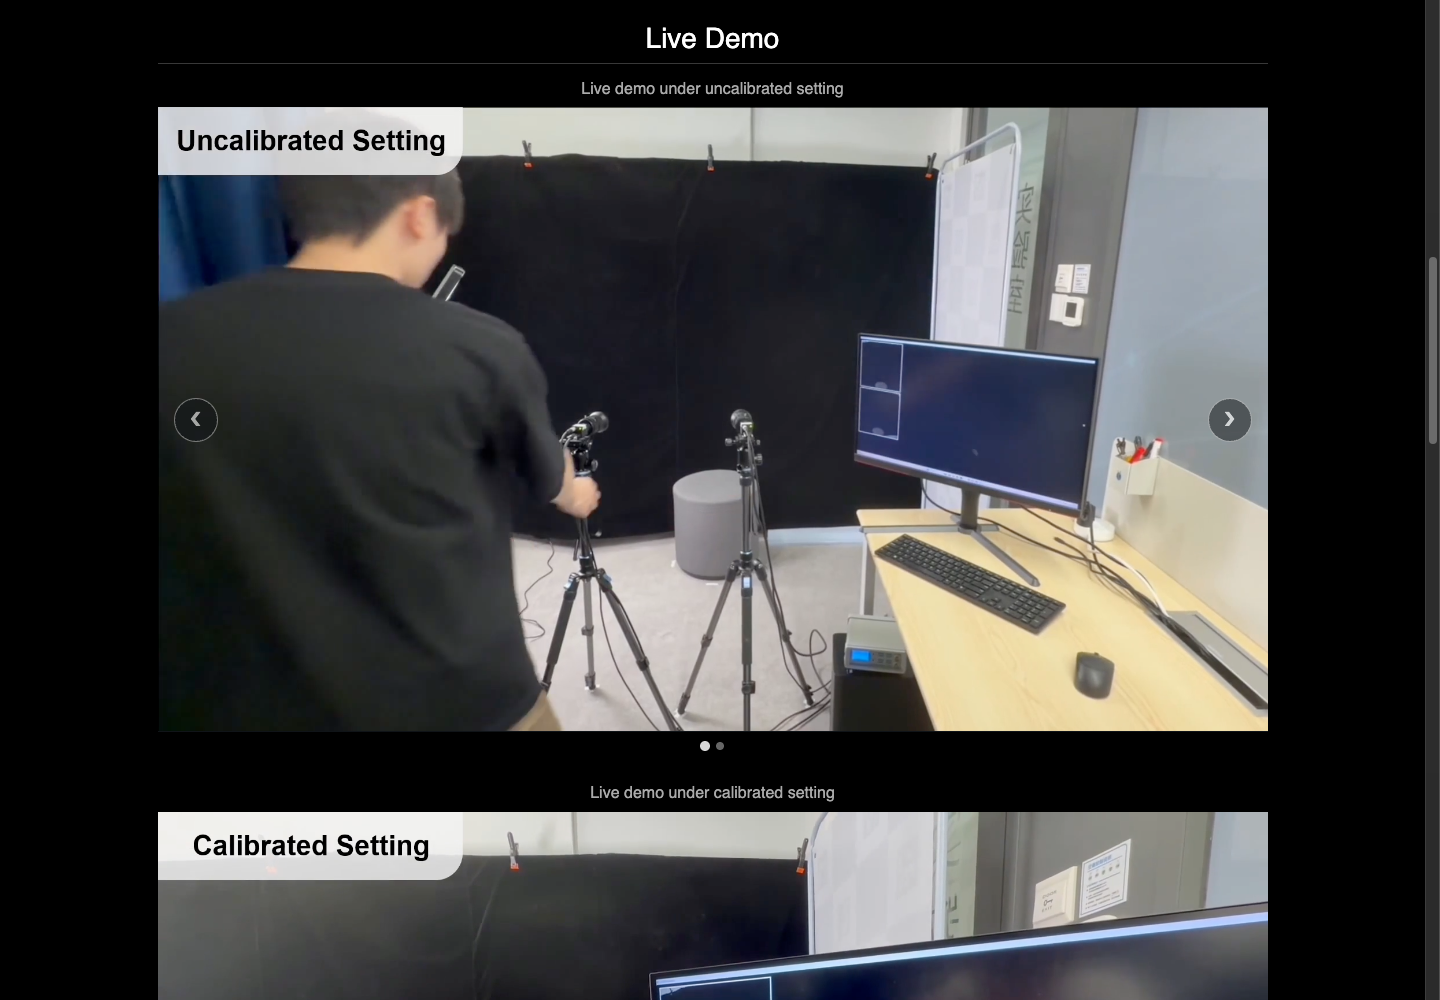 Live Demo
Live demo under uncalibrated setting
Uncalibrated Setting
Live demo under calibrated setting
Calibrated Setting